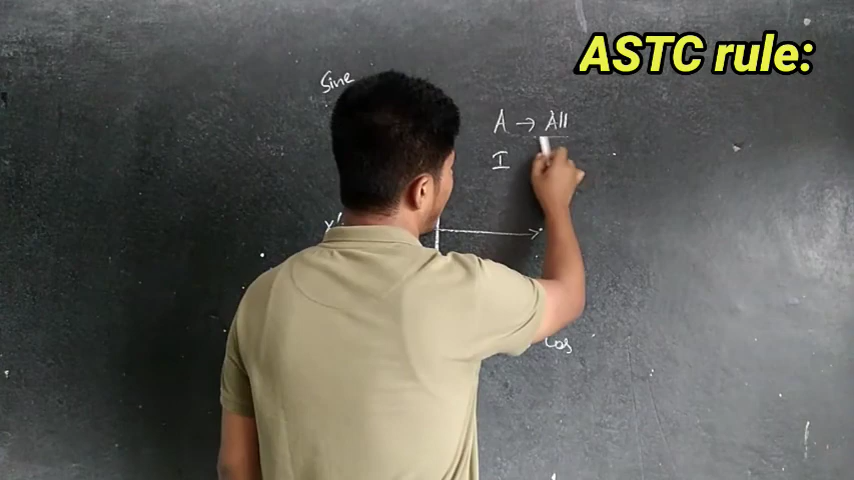 ASTC rule:
Sine
A → All
I
X'
Cos